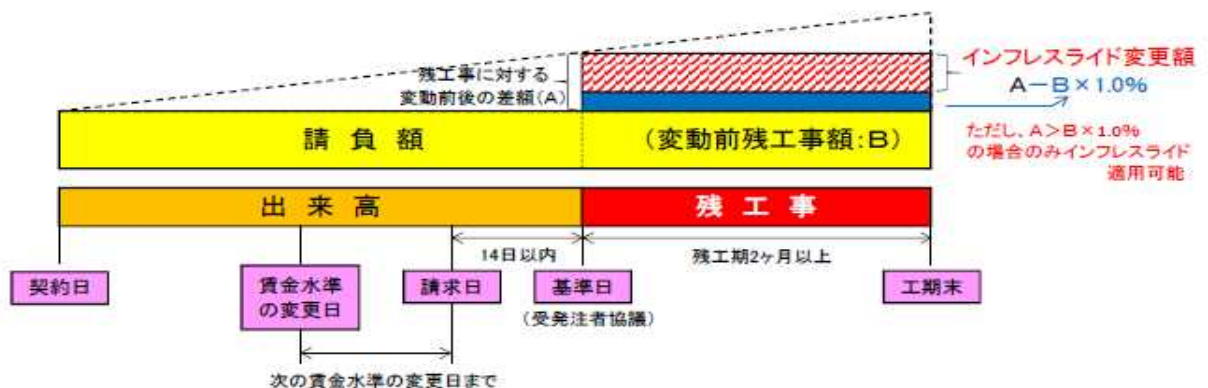 残工事に対する
変動前後の差額(A)
インフレスライド変更額
A－B×1.0%
ただし、A>B×1.0%
の場合のみインフレスライド
適用可能
請負額
(変動前残工事額:B)
出来高
残工事
14日以内
残工期2ヶ月以上
契約日
賃金水準
の変更日
請求日
基準日
(受発注者協議)
工期末
次の賃金水準の変更日まで